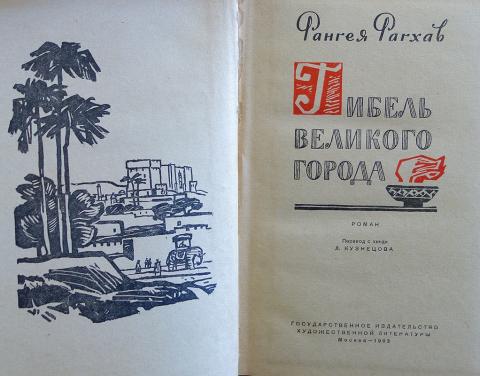 Рангея Рагхав
ГИБЕЛЬ
ВЕЛИКОГО
ГОРОДА
РОМАН
Перевод с хинди
Л. КУЗНЕЦОВА
ГОСУДАРСТВЕННОЕ ИЗДАТЕЛЬСТВО
ХУДОЖЕСТВЕННОЙ ЛИТЕРАТУРЫ
Москва — 1963